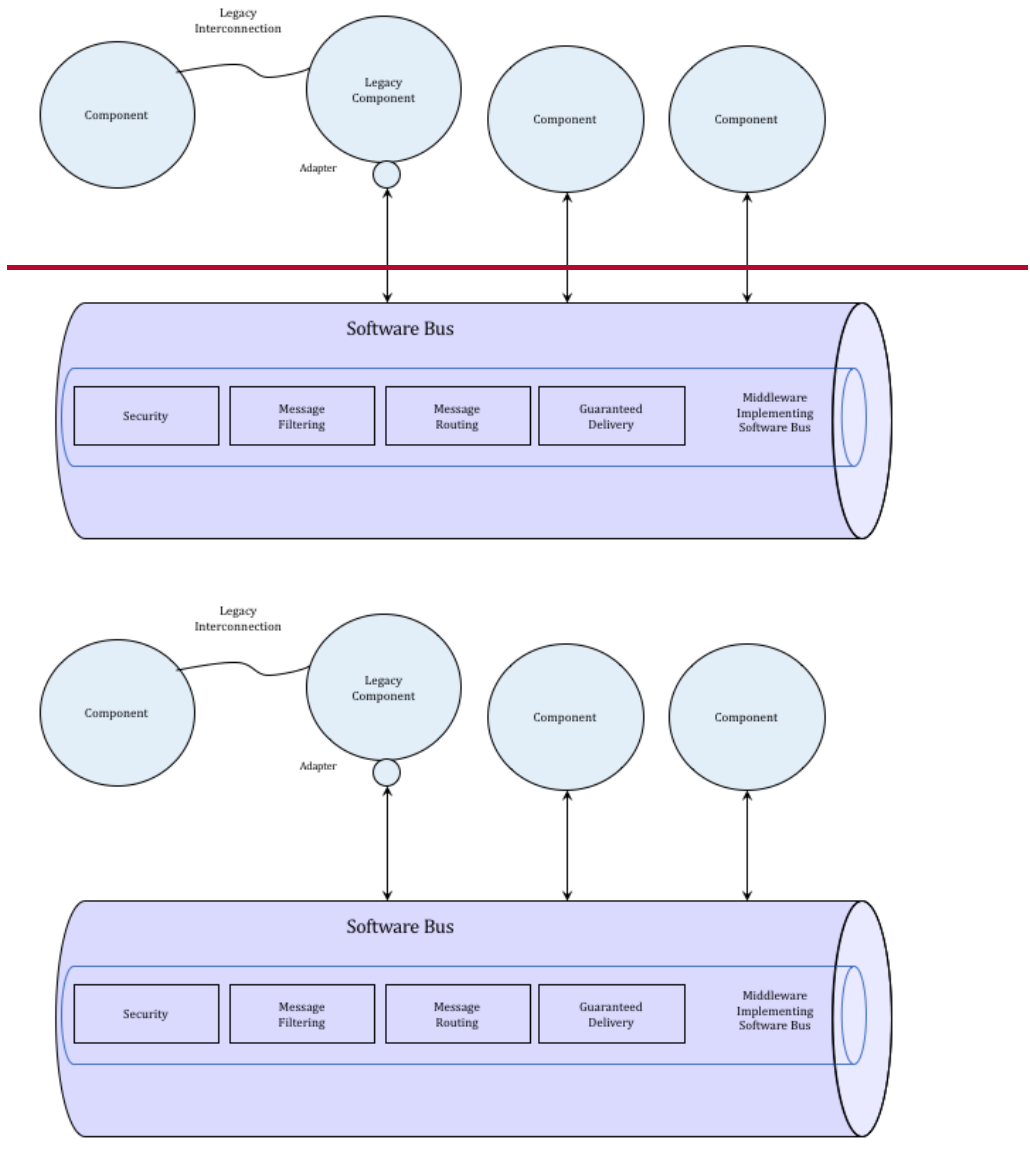 Legacy
Interconnection
Component
Legacy
Component
Component
Component
Adapter
Software Bus
Security
Message
Filtering
Message
Routing
Guaranteed
Delivery
Middleware
Implementing
Software Bus
Legacy
Interconnection
Component
Legacy
Component
Component
Component
Adapter
Software Bus
Security
Message
Filtering
Message
Routing
Guaranteed
Delivery
Middleware
Implementing
Software Bus